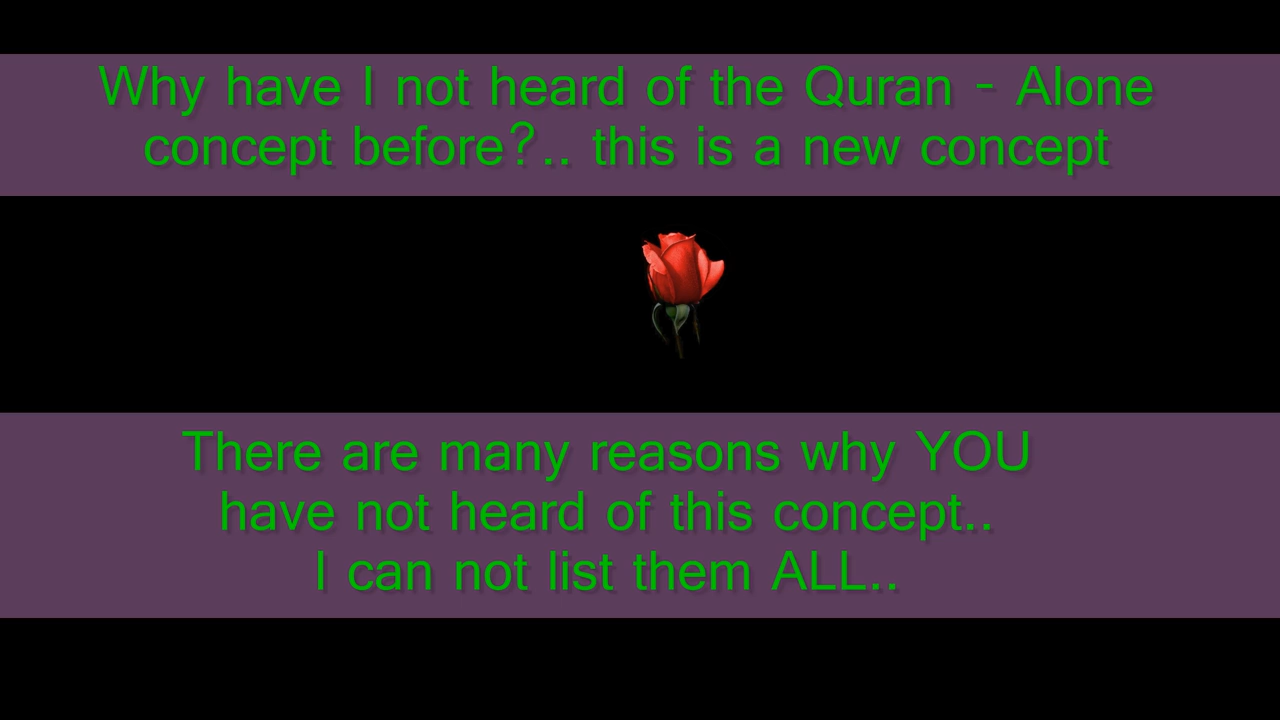 Why have I not heard of the Quran - Alone
concept before?.. this is a new concept
There are many reasons why YOU
have not heard of this concept..
I can not list them ALL..